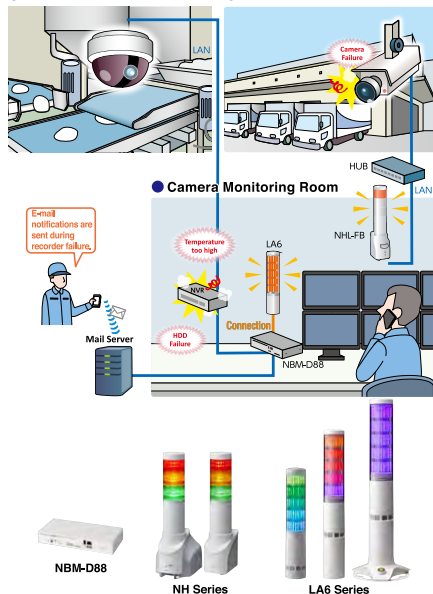 LAN
Camera
Failure
HUB
LAN
Camera Monitoring Room
NHL-FB
E-mail
notifications are
sent during
recorder failure.
Temperature
too high
LA6
NVR
Connection
HDD
Failure
Mail Server
NBM-D88
NBM-D88
NH Series
LA6 Series